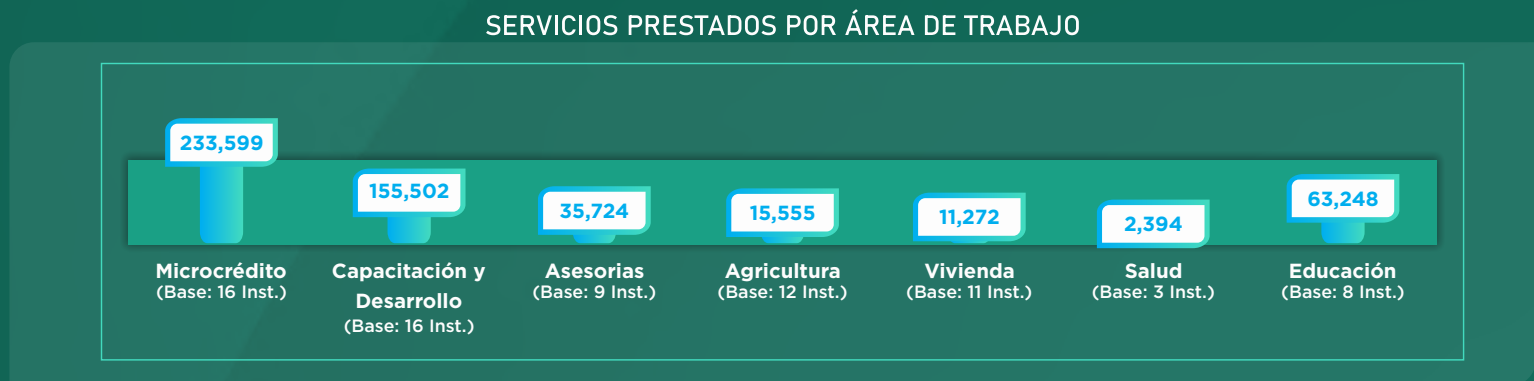 SERVICIOS PRESTADOS POR ÁREA DE TRABAJO
233,599
155,502
35,724
15,555
11,272
2,394
63,248
Microcrédito
(Base: 16 Inst.)
Capacitación y
Desarrollo
(Base: 16 Inst.)
Asesorias
(Base: 9 Inst.)
Agricultura
(Base: 12 Inst.)
Vivienda
(Base: 11 Inst.)
Salud
(Base: 3 Inst.)
Educación
(Base: 8 Inst.)